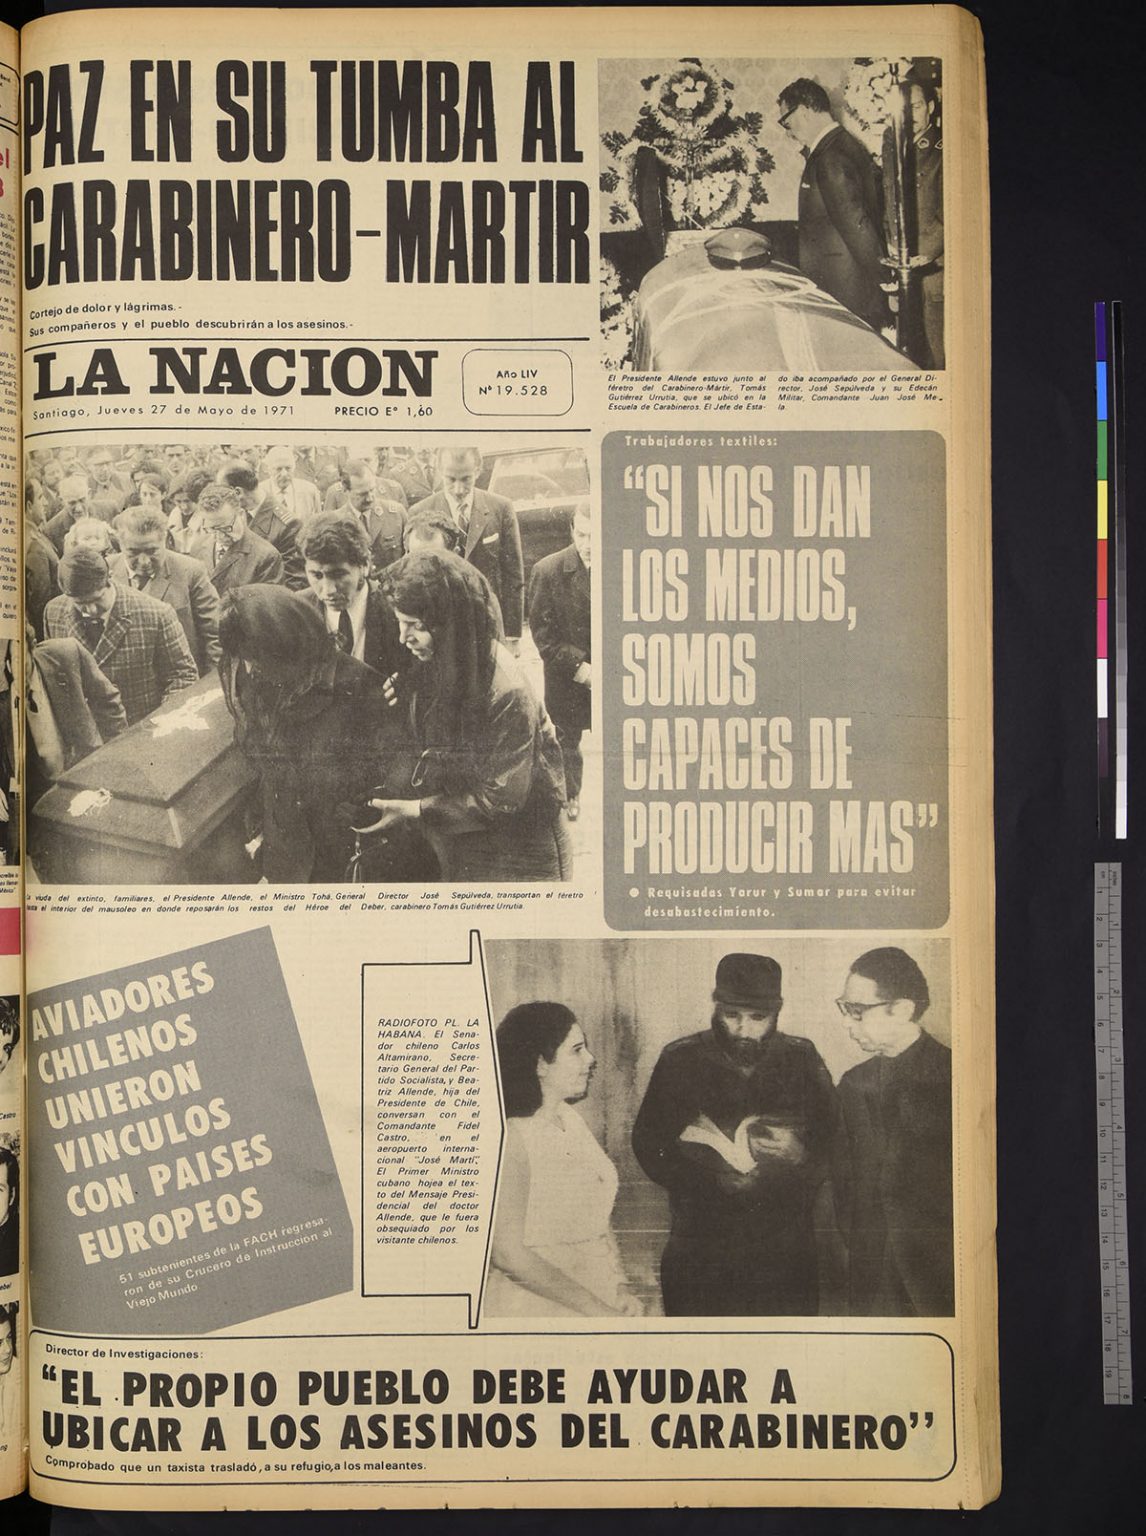 PAZ EN SU TUMBA AL
CARABINERO-MARTIR
Cortejo de dolor y lágrimas.-
Sus compañeros y el pueblo descubrirán a los asesinos.-
LA NACION
Santiago, Jueves 27 de Mayo de 1971
PRECIO E° 1,60
Año LIV
N° 19.528
El Presidente Allende estuvo junto al
féretro del Carabinero-Mártir, Tomás
Gutiérrez Urrutia, que se ubicó en la
Escuela de Carabineros. El Jefe de Esta-
do iba acompañado por el General Di-
rector, José Sepúlveda y su Edecán
Militar, Comandante Juan José Me-
la.
La viuda del extinto, familiares, el Presidente Allende, el Ministro Tohá, General Director José Sepúlveda, transportan el féretro
hasta el interior del mausoleo en donde reposarán los restos del Héroe del Deber, carabinero Tomás Gutiérrez Urrutia.
Trabajadores textiles:
“SI NOS DAN
LOS MEDIOS,
SOMOS
CAPACES DE
PRODUCIR MAS”
● Requisadas Yarur y Sumar para evitar
desabastecimiento.
AVIADORES
CHILENOS
UNIERON
VINCULOS
CON PAISES
EUROPEOS
51 subtenientes de la FACH regresa-
ron de su Crucero de Instrucción al
Viejo Mundo
RADIOFOTO PL. LA
HABANA. El Sena-
dor chileno Carlos
Altamirano, Secre-
tario General del Par-
tido Socialista, y Bea-
triz Allende, hija del
Presidente de Chile,
conversan con el
Comandante Fidel
Castro, en el
aeropuerto interna-
cional "José Martí".
El Primer Ministro
cubano hojea el tex-
to del Mensaje Presi-
dencial del doctor
Allende, que le fuera
obsequiado por los
visitante chilenos.
Director de Investigaciones:
“EL PROPIO PUEBLO DEBE AYUDAR A
UBICAR A LOS ASESINOS DEL CARABINERO”
Comprobado que un taxista trasladó, a su refugio, a los maleantes.